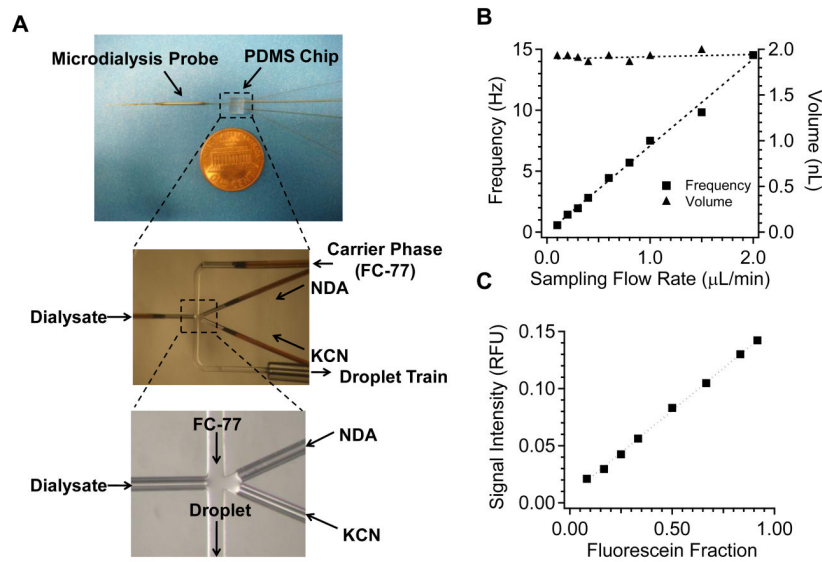 A
Microdialysis Probe
PDMS Chip
Carrier Phase
(FC-77)
NDA
Dialysate
KCN
Droplet Train
FC-77
NDA
Dialysate
Droplet
KCN
B
Frequency (Hz)
15
10
5
0
2.0
1.5
1.0
0.5
0.0
Volume (nL)
Frequency
Volume
1.0
2.0
Sampling Flow Rate (μL/min)
C
Signal Intensity (RFU)
0.15
0.10
0.05
0.00
0.00
0.50
1.00
Fluorescein Fraction